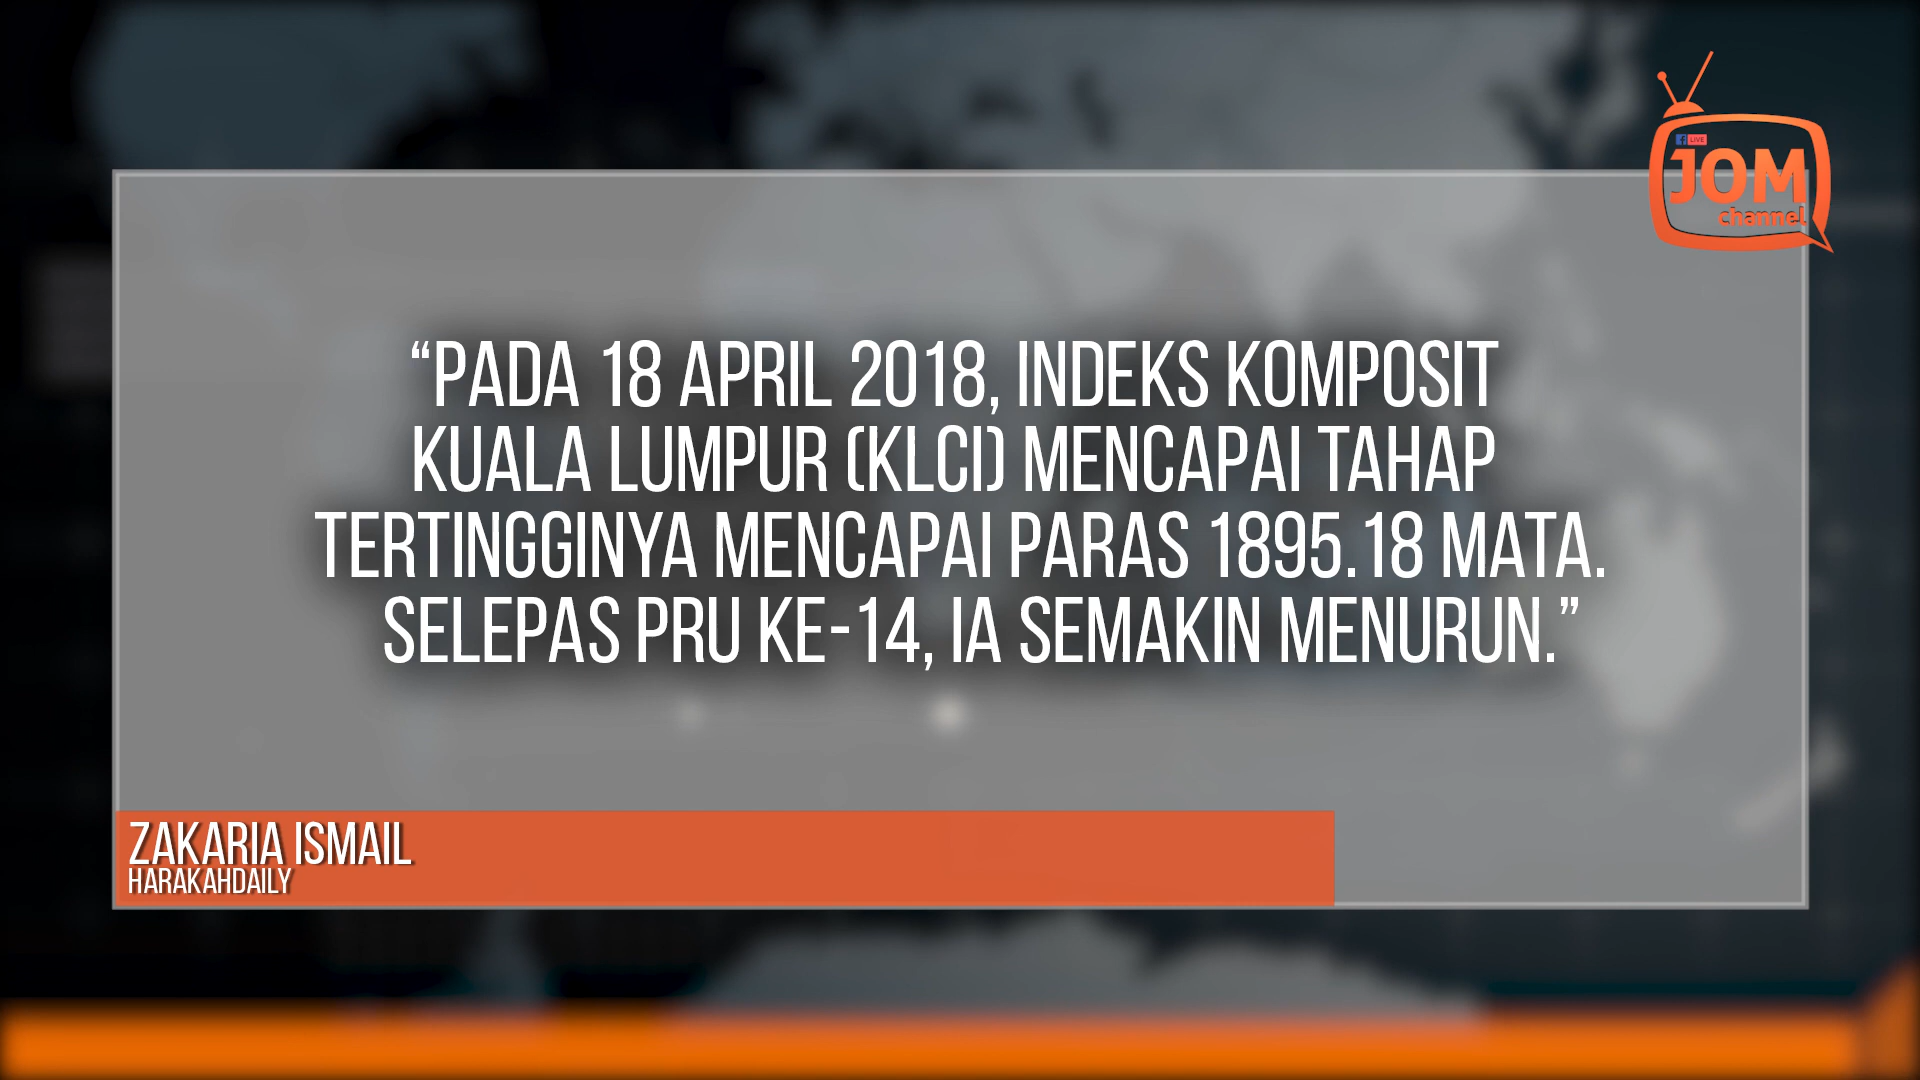 LIVE
JOM
channel
“PADA 18 APRIL 2018, INDEKS KOMPOSIT
KUALA LUMPUR (KLCI) MENCAPAI TAHAP
TERTINGGINYA MENCAPAI PARAS 1895.18 MATA.
SELEPAS PRU KE-14, IA SEMAKIN MENURUN.”
ZAKARIA ISMAIL
HARAKAHDAILY